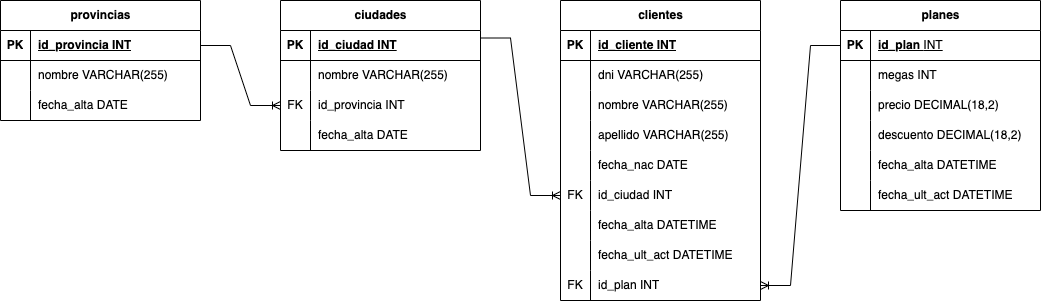 provincias
PK id_provincia INT
nombre VARCHAR(255)
fecha_alta DATE
ciudades
PK id_ciudad INT
nombre VARCHAR(255)
FK id_provincia INT
fecha_alta DATE
clientes
PK id_cliente INT
dni VARCHAR(255)
nombre VARCHAR(255)
apellido VARCHAR(255)
fecha_nac DATE
FK id_ciudad INT
fecha_alta DATETIME
fecha_ult_act DATETIME
FK id_plan INT
planes
PK id_plan INT
megas INT
precio DECIMAL(18,2)
descuento DECIMAL(18,2)
fecha_alta DATETIME
fecha_ult_act DATETIME